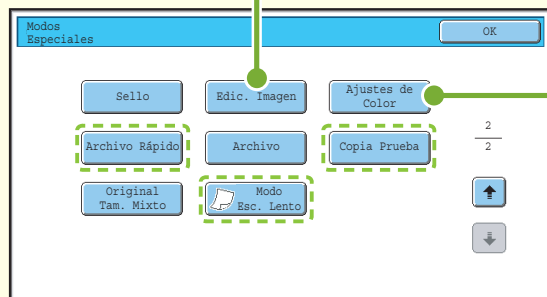 Modos
Especiales
OK
Sello
Edic. Imagen
Ajustes de
Color
Archivo Rápido
Archivo
Copia Prueba
2
2
Original
Tam. Mixto
Modo
Esc. Lento